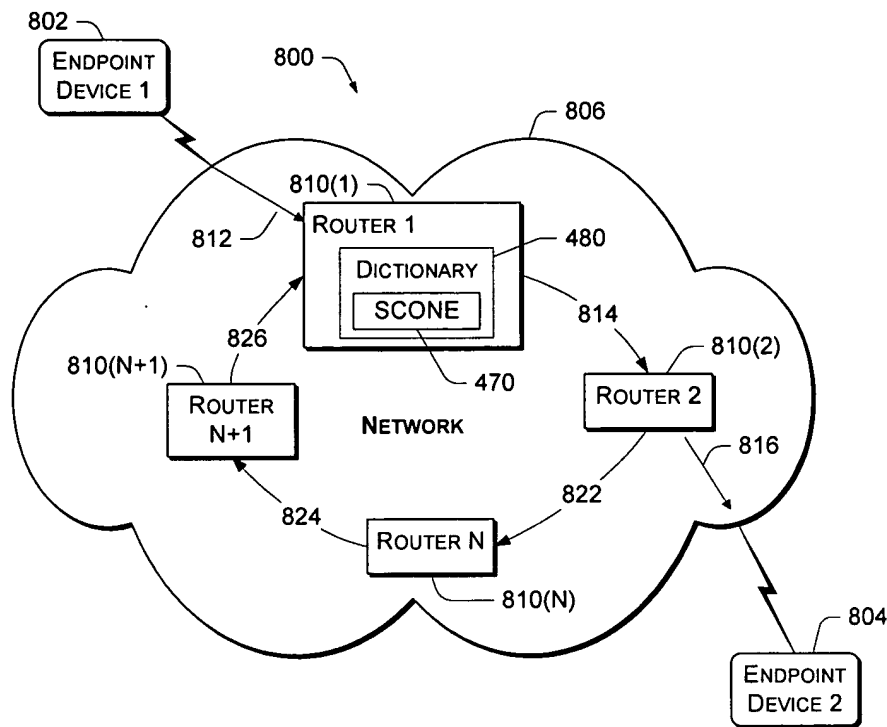 802
ENDPOINT
DEVICE 1
800
806
810(1)
ROUTER 1
812
480
DICTIONARY
SCONE
826
814
810(N+1)
470
810(2)
ROUTER
N+1
NETWORK
ROUTER 2
816
824
822
ROUTER N
810(N)
804
ENDPOINT
DEVICE 2